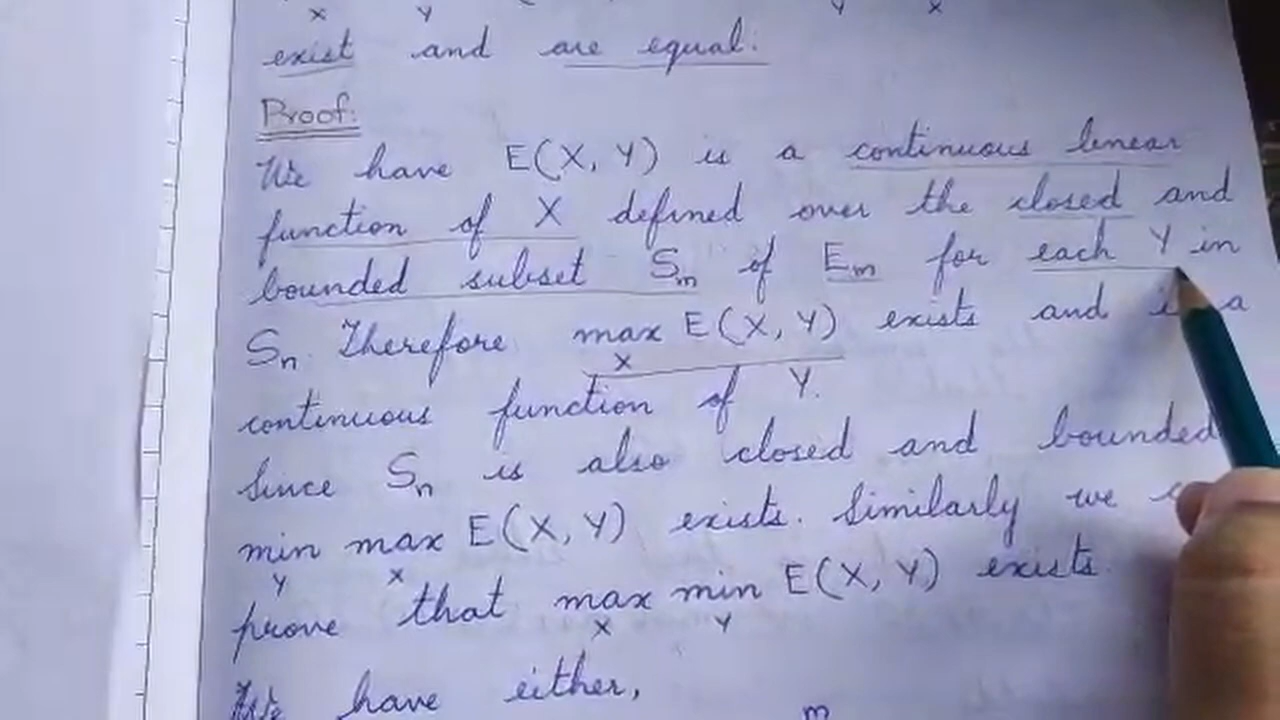 x y y x
exist and are equal.
Proof:
We have E(X, Y) is a continuous linear
function of X defined over the closed and
bounded subset Sm of Em for each Y in
Sn. Therefore max E(X, Y) exists and is a
x
continuous function of Y.
Since Sn is also closed and bounded
min max E(X, Y) exists. Similarly we
y x
prove that max min E(X, Y) exists.
x y
We have either,
m